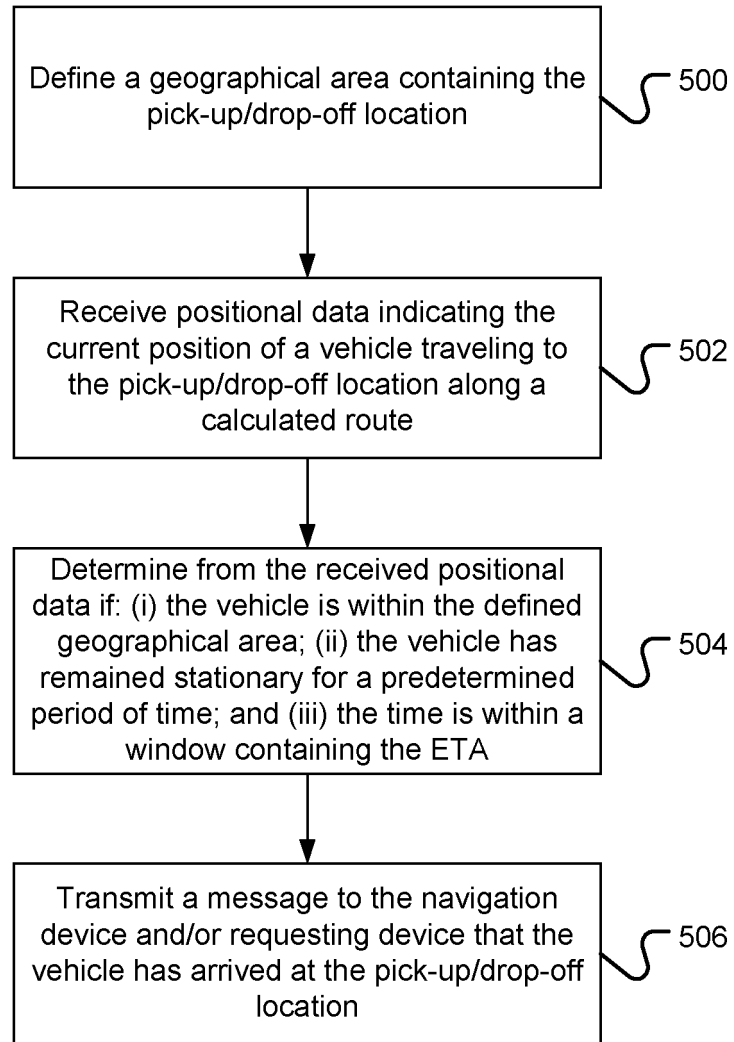 Define a geographical area containing the
pick-up/drop-off location
500
Receive positional data indicating the
current position of a vehicle traveling to
the pick-up/drop-off location along a
calculated route
502
Determine from the received positional
data if: (i) the vehicle is within the defined
geographical area; (ii) the vehicle has
remained stationary for a predetermined
period of time; and (iii) the time is within a
window containing the ETA
504
Transmit a message to the navigation
device and/or requesting device that the
vehicle has arrived at the pick-up/drop-off
location
506